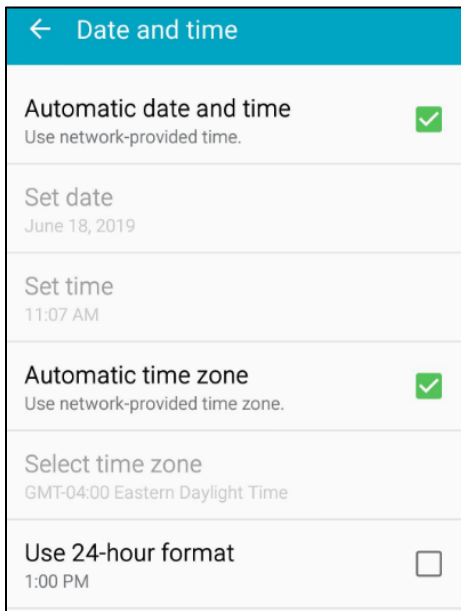 Date and time
Automatic date and time
Use network-provided time.
Set date
June 18, 2019
Set time
11:07 AM
Automatic time zone
Use network-provided time zone.
Select time zone
GMT-04:00 Eastern Daylight Time
Use 24-hour format
1:00 PM